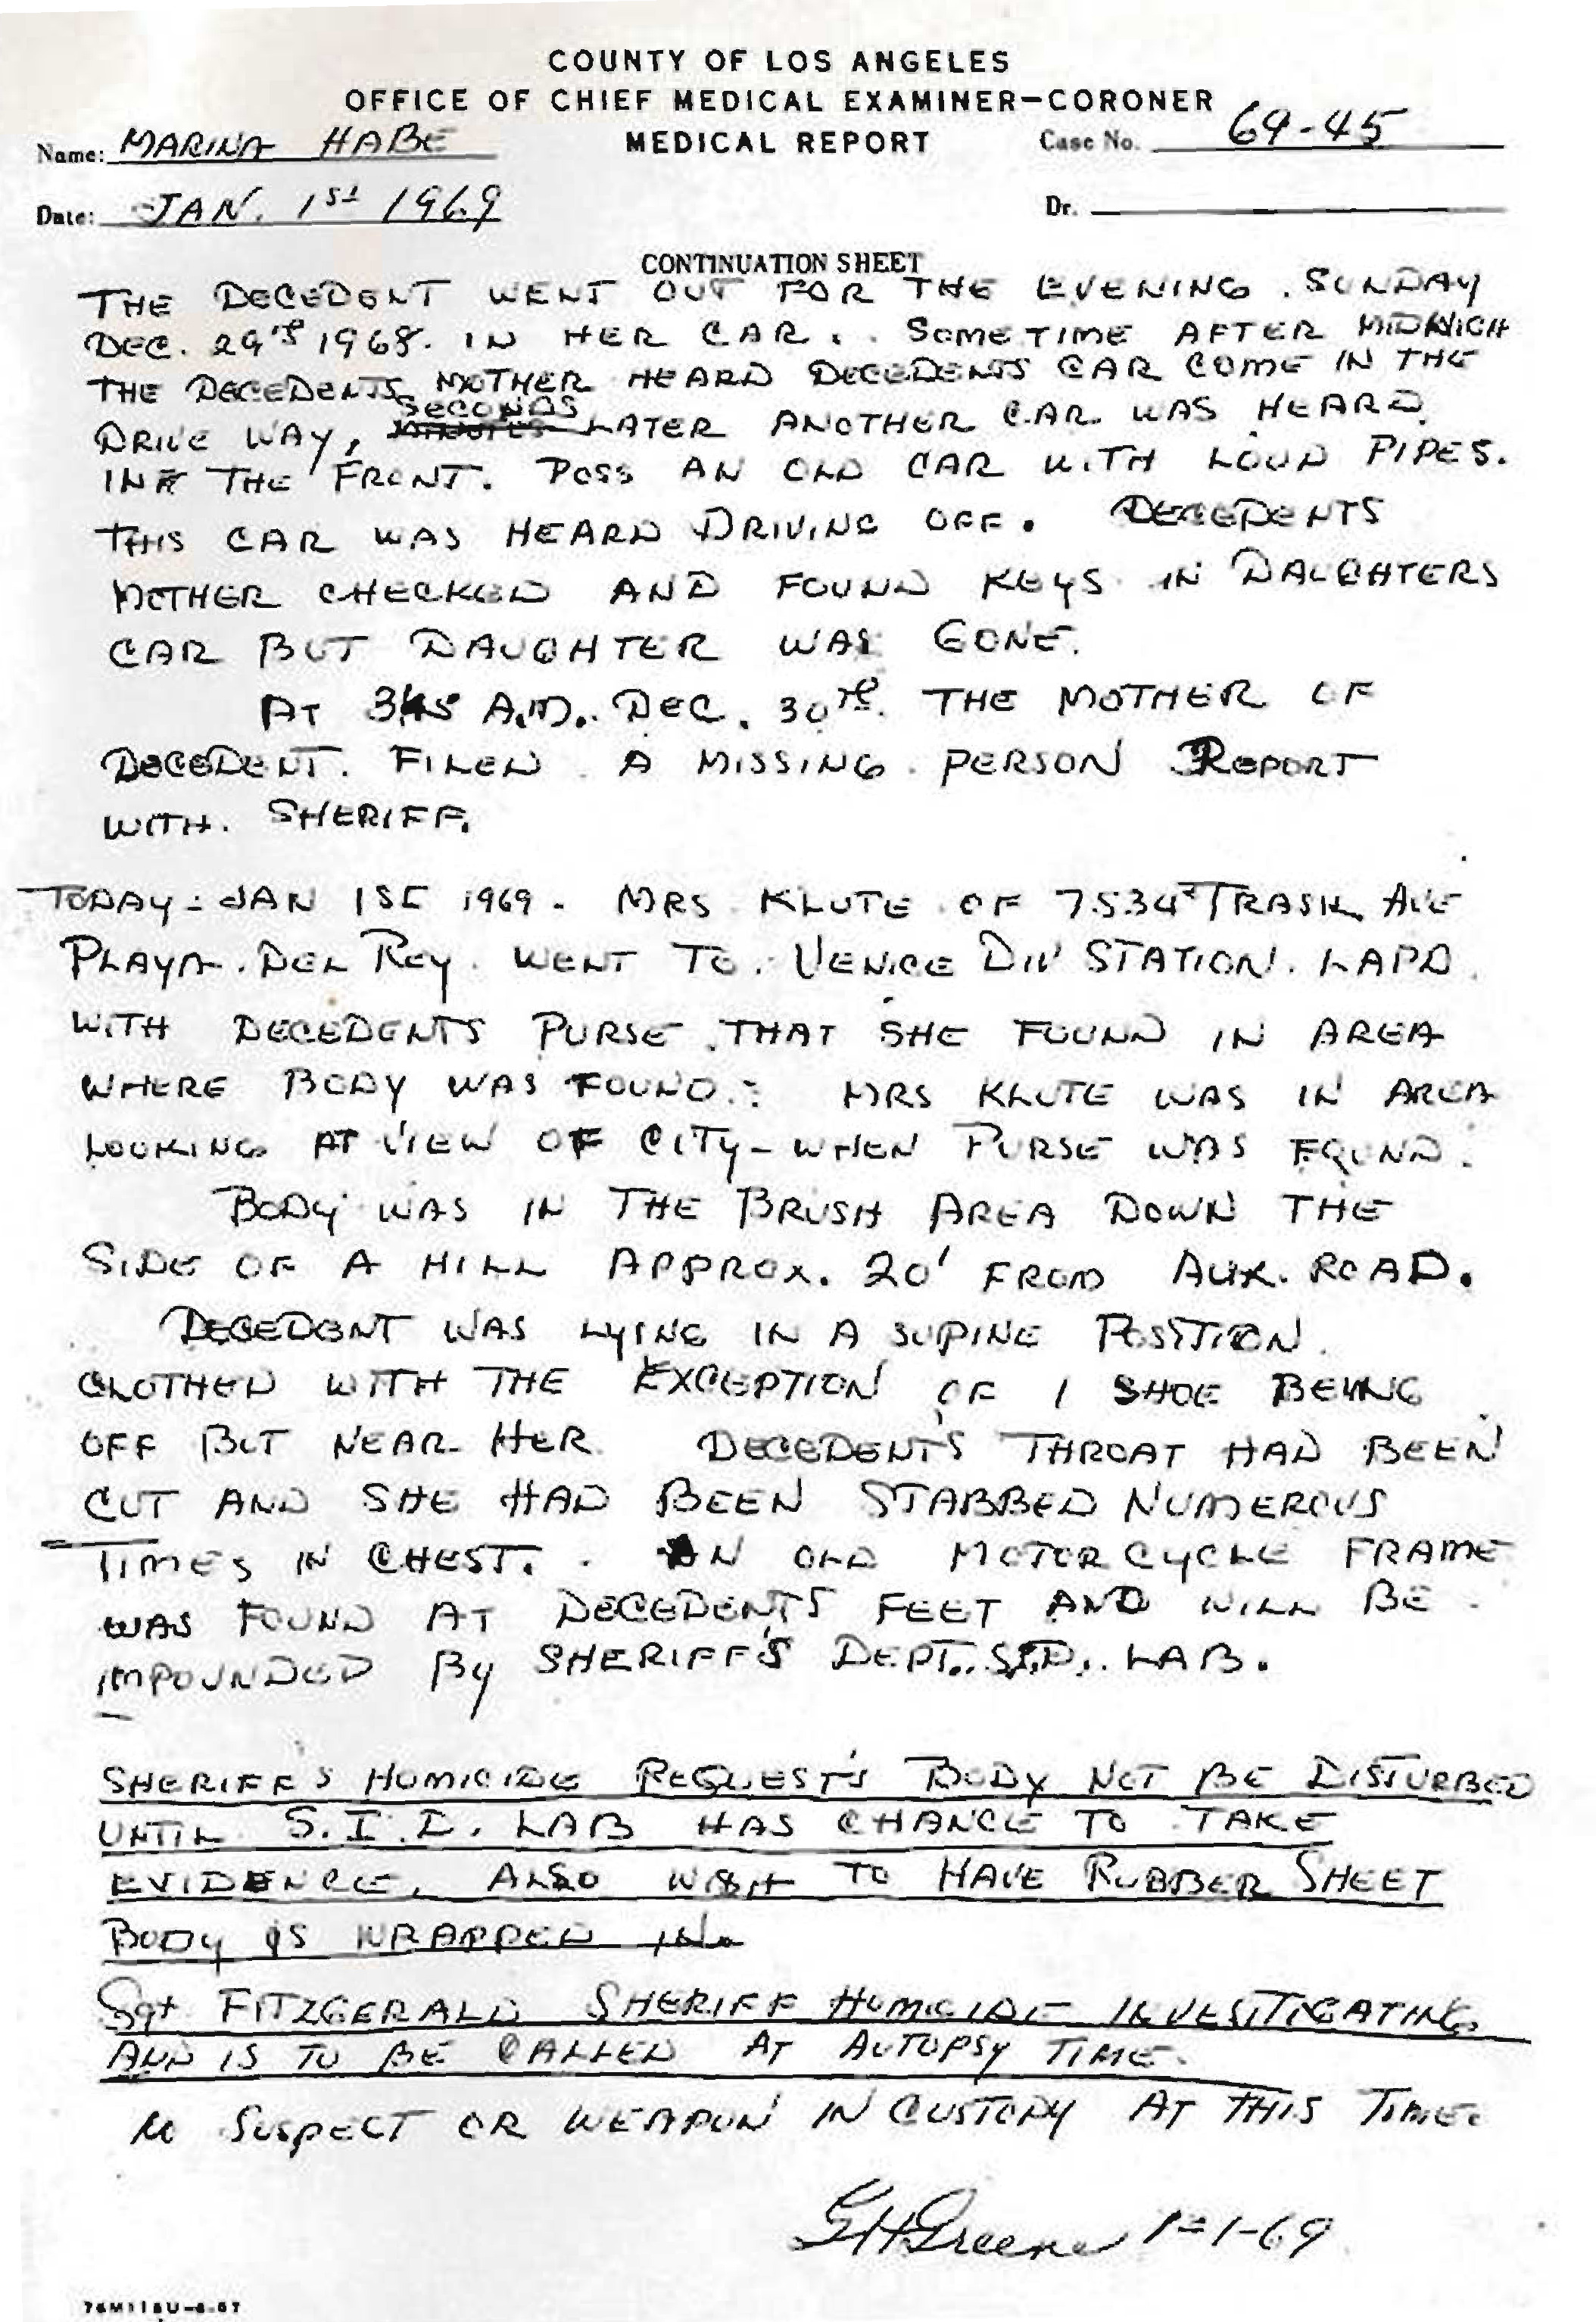 COUNTY OF LOS ANGELES
OFFICE OF CHIEF MEDICAL EXAMINER-CORONER
Name: MARINA HABE MEDICAL REPORT Case No. 69-45
Date: JAN. 1st 1969 Dr.
CONTINUATION SHEET
THE DECEDENT WENT OUT FOR THE EVENING. SUNDAY
DEC. 29th 1968. IN HER CAR.. SOMETIME AFTER MIDNIGH
THE DECEDENTS MOTHER HEARD DECEDENTS CAR COME IN THE
SECONDS
DRIVE WAY, LATER ANOTHER CAR WAS HEARD
IN THE FRONT. POSS AN OLD CAR WITH LOUD PIPES.
THIS CAR WAS HEARD DRIVING OFF. DECEDENTS
MOTHER CHECKED AND FOUND KEYS IN DAUGHTERS
CAR BUT DAUGHTER WAS GONE.
AT 345 A.M. DEC. 30th. THE MOTHER OF
DECEDENT. FILED A MISSING PERSON REPORT
WITH. SHERIFF.
TODAY: JAN 1ST 1969. MRS KLUTE OF TRASK AVE
PLAYA DEL REY. WENT TO. VENICE DIV STATION. LAPD.
WITH DECEDENTS PURSE THAT SHE FOUND IN AREA
WHERE BODY WAS FOUND. MRS KLUTE WAS IN AREA
LOOKING AT VIEW OF CITY - WHEN PURSE WAS FOUND.
BODY WAS IN THE BRUSH AREA DOWN THE
SIDE OF A HILL APPROX. 20' FROM AUX. ROAD.
DECEDENT WAS LYING IN A SUPINE POSITION.
CLOTHED WITH THE EXCEPTION OF 1 SHOE BEING
OFF BUT NEAR HER DECEDENTS THROAT HAD BEEN
CUT AND SHE HAD BEEN STABBED NUMEROUS
TIMES IN CHEST. AN OLD MOTORCYCLE FRAME
WAS FOUND AT DECEDENTS FEET AND WILL BE
IMPOUNDED By SHERIFF'S DEPT. S.I.D. LAB.
SHERIFF'S HOMICIDE REQUESTS BODY NOT BE DISTURBED
UNTIL S.I.D. LAB HAS CHANCE TO TAKE
EVIDENCE. ALSO WISH TO HAVE RUBBER SHEET
BODY IS WRAPPED IN.
Sgt FITZGERALD SHERIFF HOMICIDE INVESTIGATING
AND IS TO BE CALLED AT AUTOPSY TIME.
NO SUSPECT OR WEAPON IN CUSTODY AT THIS TIME.
GHGreene 1-1-69
76M118U-6-67